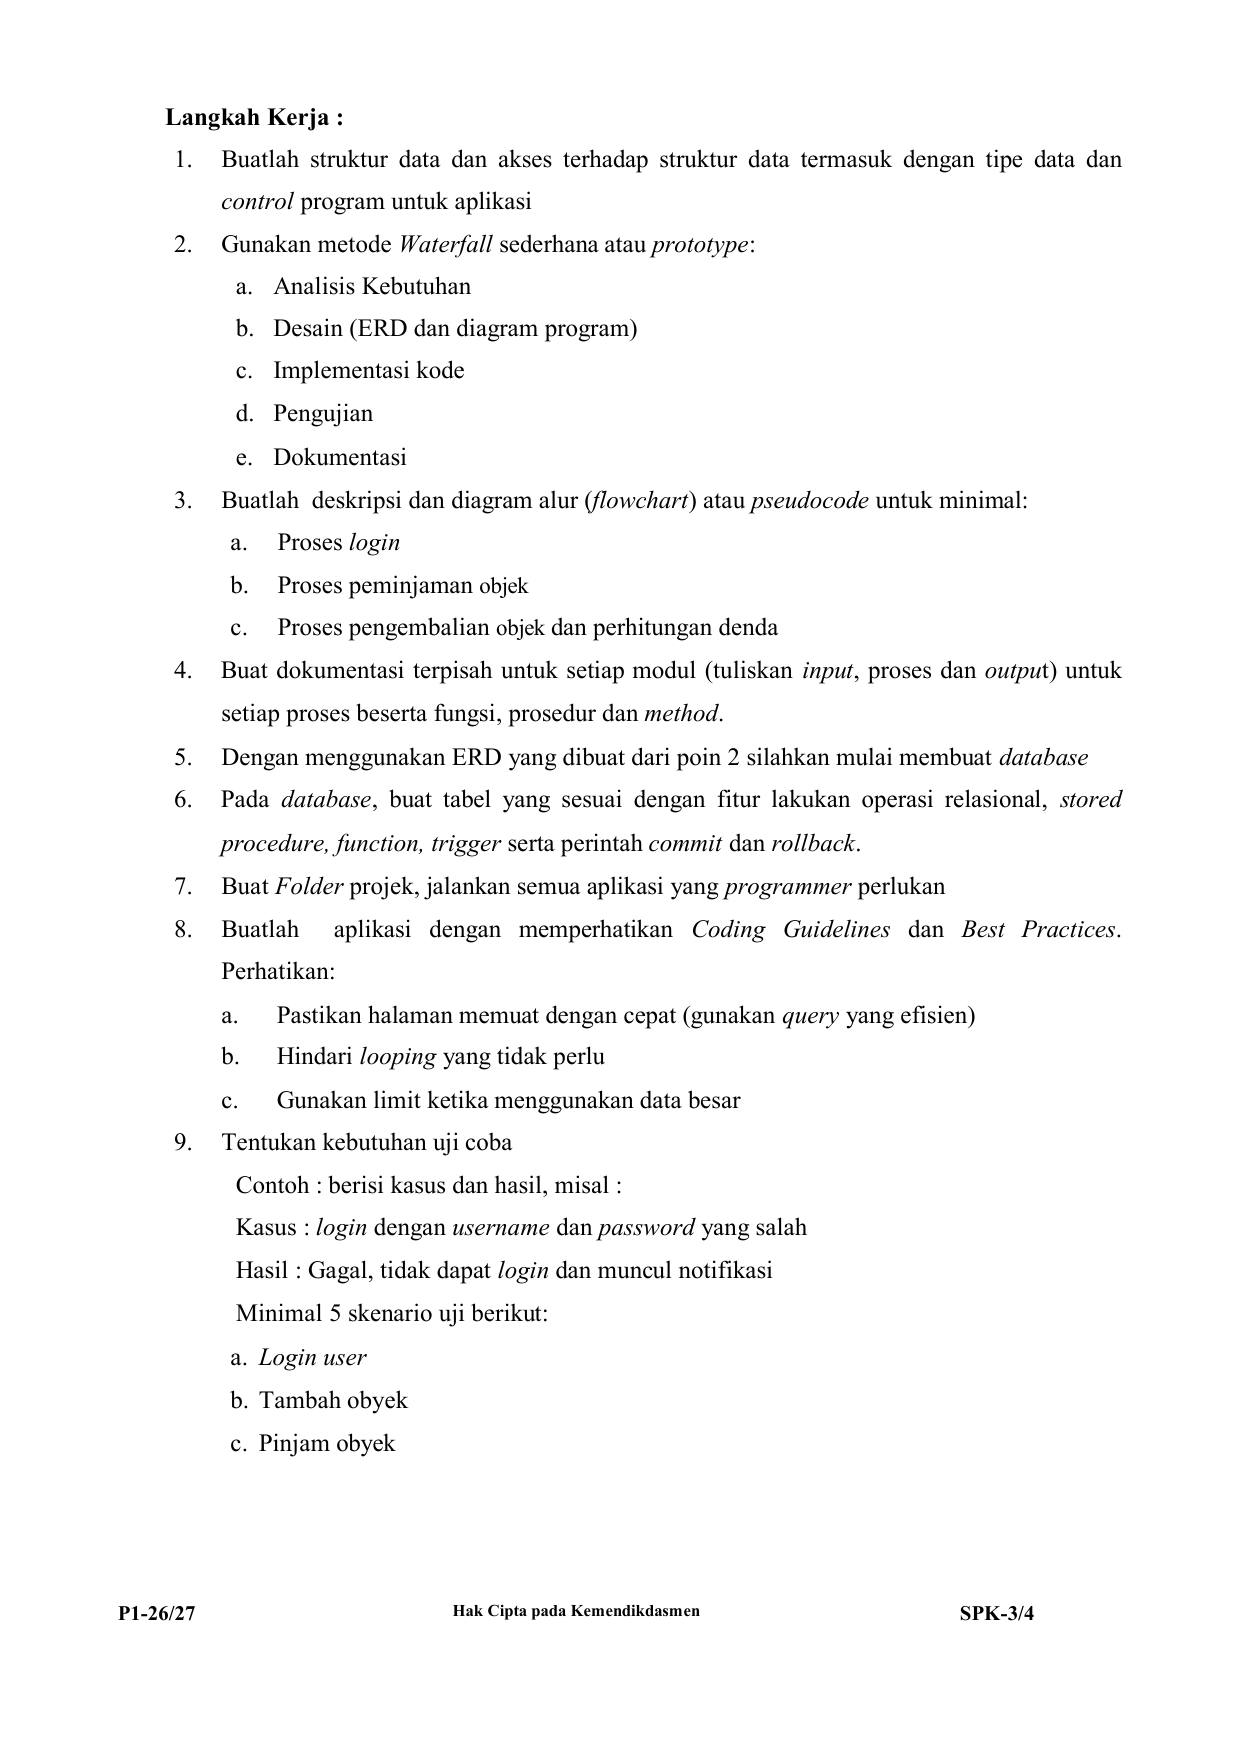 Langkah Kerja :
1. Buatlah struktur data dan akses terhadap struktur data termasuk dengan tipe data dan
control program untuk aplikasi
2. Gunakan metode Waterfall sederhana atau prototype:
a. Analisis Kebutuhan
b. Desain (ERD dan diagram program)
c. Implementasi kode
d. Pengujian
e. Dokumentasi
3. Buatlah deskripsi dan diagram alur (flowchart) atau pseudocode untuk minimal:
a. Proses login
b. Proses peminjaman objek
c. Proses pengembalian objek dan perhitungan denda
4. Buat dokumentasi terpisah untuk setiap modul (tuliskan input, proses dan output) untuk
setiap proses beserta fungsi, prosedur dan method.
5. Dengan menggunakan ERD yang dibuat dari poin 2 silahkan mulai membuat database
6. Pada database, buat tabel yang sesuai dengan fitur lakukan operasi relasional, stored
procedure, function, trigger serta perintah commit dan rollback.
7. Buat Folder projek, jalankan semua aplikasi yang programmer perlukan
8. Buatlah aplikasi dengan memperhatikan Coding Guidelines dan Best Practices.
Perhatikan:
a. Pastikan halaman memuat dengan cepat (gunakan query yang efisien)
b. Hindari looping yang tidak perlu
c. Gunakan limit ketika menggunakan data besar
9. Tentukan kebutuhan uji coba
Contoh : berisi kasus dan hasil, misal :
Kasus : login dengan username dan password yang salah
Hasil : Gagal, tidak dapat login dan muncul notifikasi
Minimal 5 skenario uji berikut:
a. Login user
b. Tambah obyek
c. Pinjam obyek
P1-26/27 Hak Cipta pada Kemendikdasmen SPK-3/4